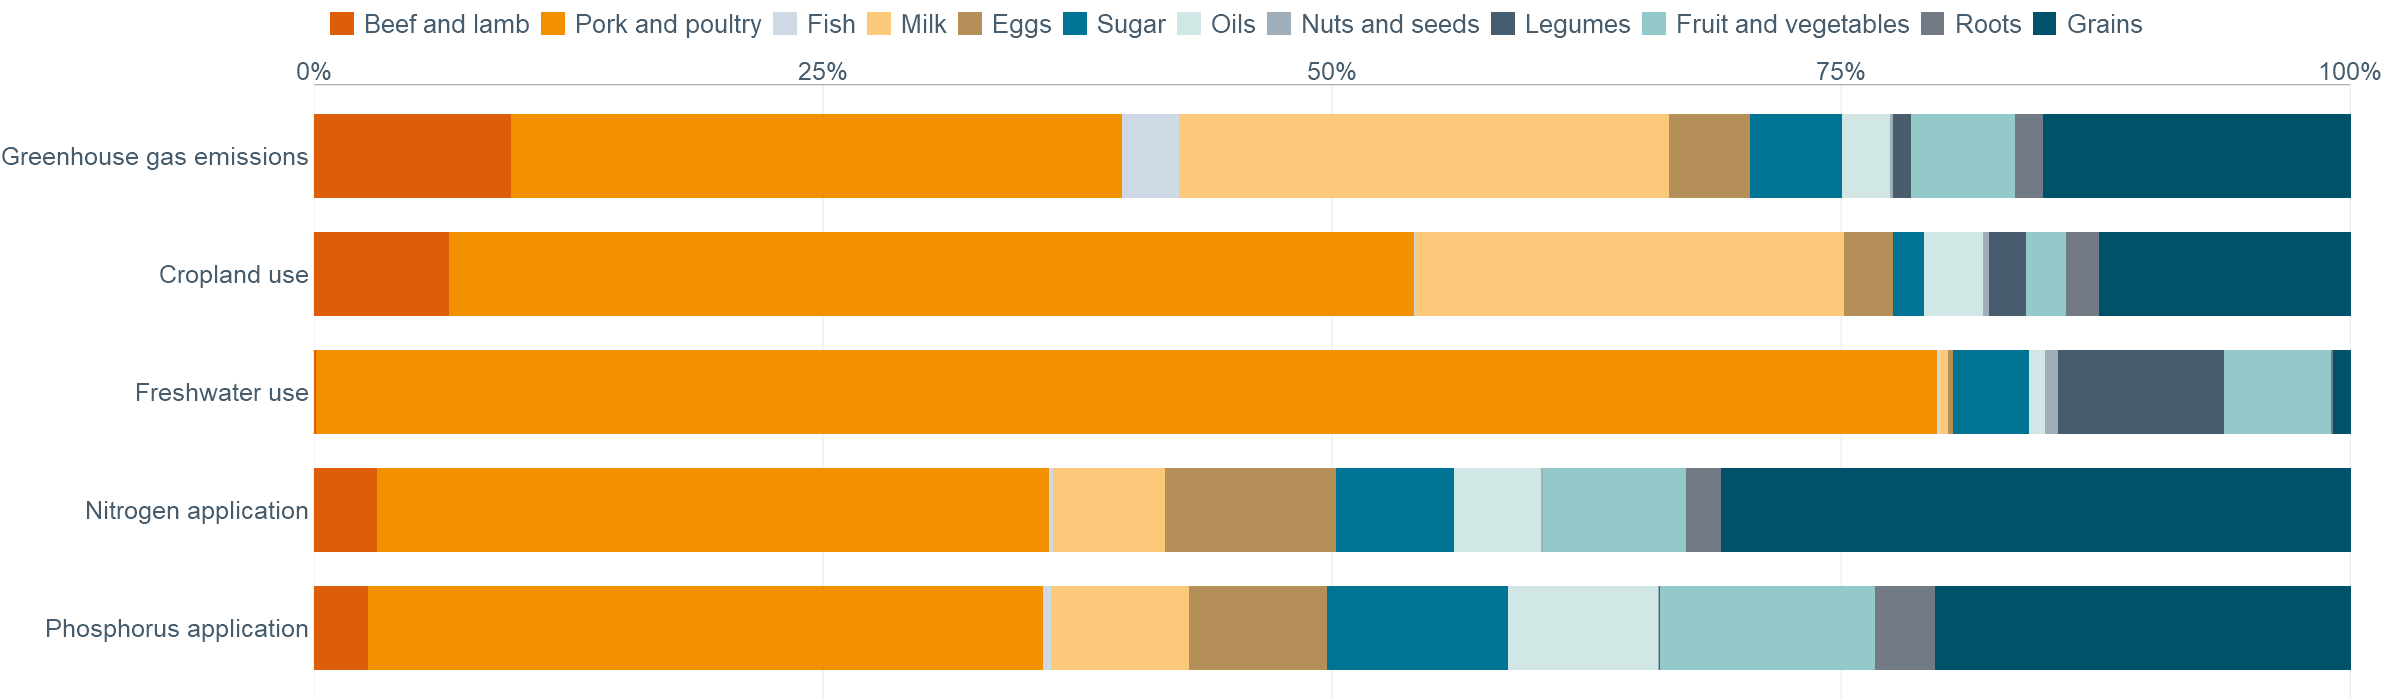 Beef and lamb Pork and poultry Fish Milk Eggs Sugar Oils Nuts and seeds Legumes Fruit and vegetables Roots Grains
0% 25% 50% 75% 100%
Greenhouse gas emissions
Cropland use
Freshwater use
Nitrogen application
Phosphorus application